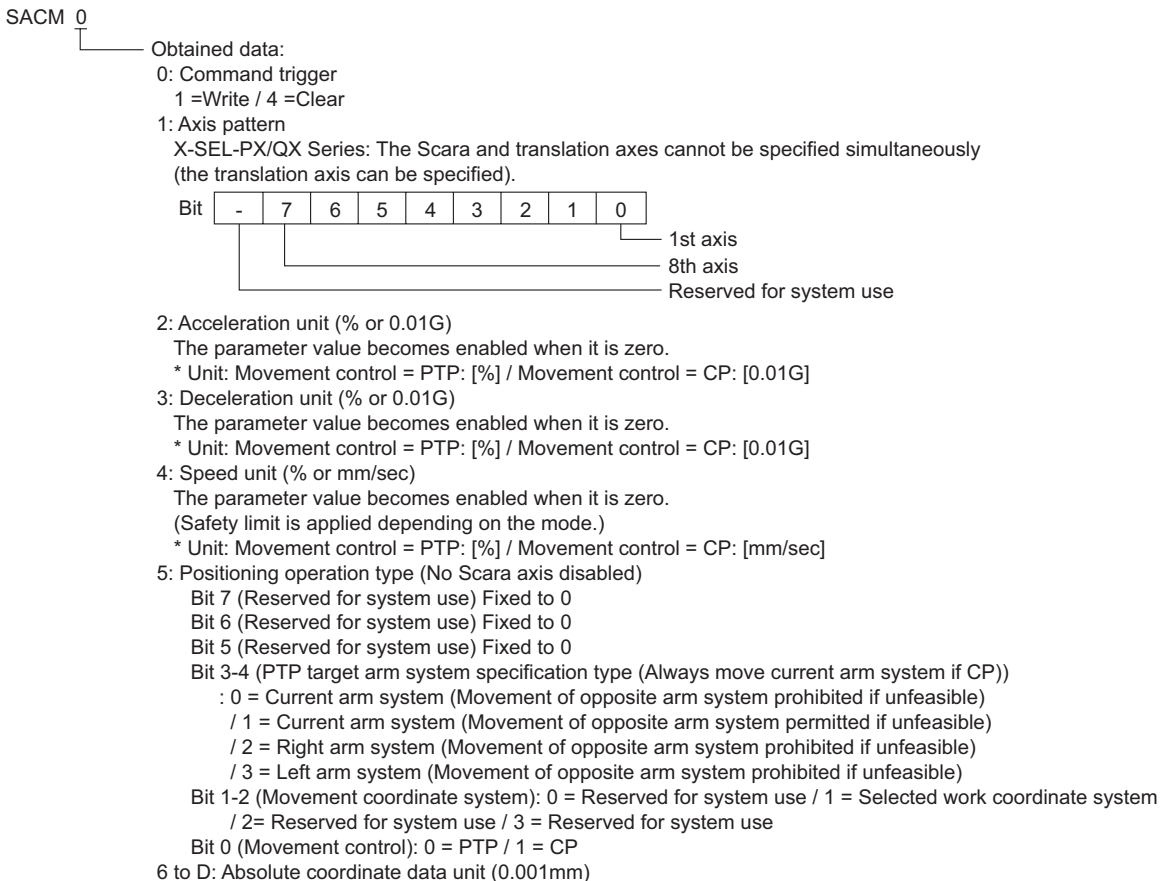 SACM 0
Obtained data:
0: Command trigger
1 =Write / 4 =Clear
1: Axis pattern
X-SEL-PX/QX Series: The Scara and translation axes cannot be specified simultaneously
(the translation axis can be specified).
Bit - 7 6 5 4 3 2 1 0
1st axis
8th axis
Reserved for system use
2: Acceleration unit (% or 0.01G)
The parameter value becomes enabled when it is zero.
* Unit: Movement control = PTP: [%] / Movement control = CP: [0.01G]
3: Deceleration unit (% or 0.01G)
The parameter value becomes enabled when it is zero.
* Unit: Movement control = PTP: [%] / Movement control = CP: [0.01G]
4: Speed unit (% or mm/sec)
The parameter value becomes enabled when it is zero.
(Safety limit is applied depending on the mode.)
* Unit: Movement control = PTP: [%] / Movement control = CP: [mm/sec]
5: Positioning operation type (No Scara axis disabled)
Bit 7 (Reserved for system use) Fixed to 0
Bit 6 (Reserved for system use) Fixed to 0
Bit 5 (Reserved for system use) Fixed to 0
Bit 3-4 (PTP target arm system specification type (Always move current arm system if CP))
: 0 = Current arm system (Movement of opposite arm system prohibited if unfeasible)
/ 1 = Current arm system (Movement of opposite arm system permitted if unfeasible)
/ 2 = Right arm system (Movement of opposite arm system prohibited if unfeasible)
/ 3 = Left arm system (Movement of opposite arm system prohibited if unfeasible)
Bit 1-2 (Movement coordinate system): 0 = Reserved for system use / 1 = Selected work coordinate system
/ 2= Reserved for system use / 3 = Reserved for system use
Bit 0 (Movement control): 0 = PTP / 1 = CP
6 to D: Absolute coordinate data unit (0.001mm)